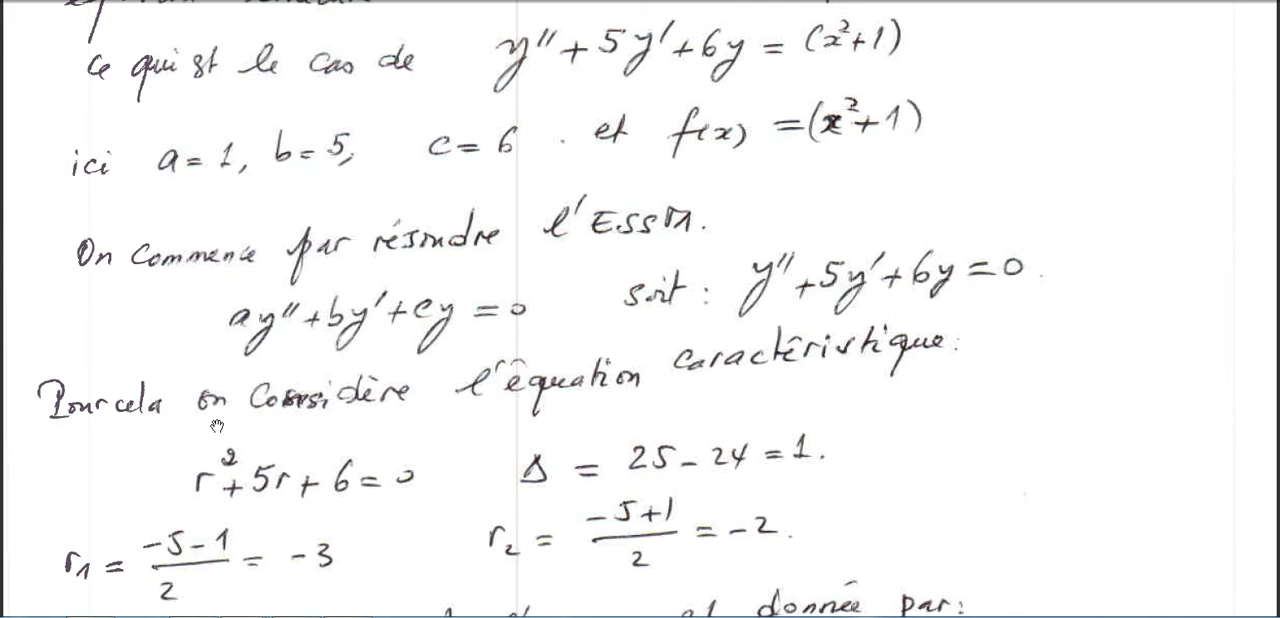 ce qui est le cas de y'' + 5y' + 6y = (x²+1)
ici a = 1, b = 5, c = 6 . et f(x) = (x²+1)
On commence par résoudre l'ESSM.
ay'' + by' + cy = 0 soit : y'' + 5y' + 6y = 0.
Pour cela on considère l'équation caractéristique :
r² + 5r + 6 = 0 Δ = 25 - 24 = 1.
r₁ = (-5-1)/2 = -3 r₂ = (-5+1)/2 = -2.
donnée par :